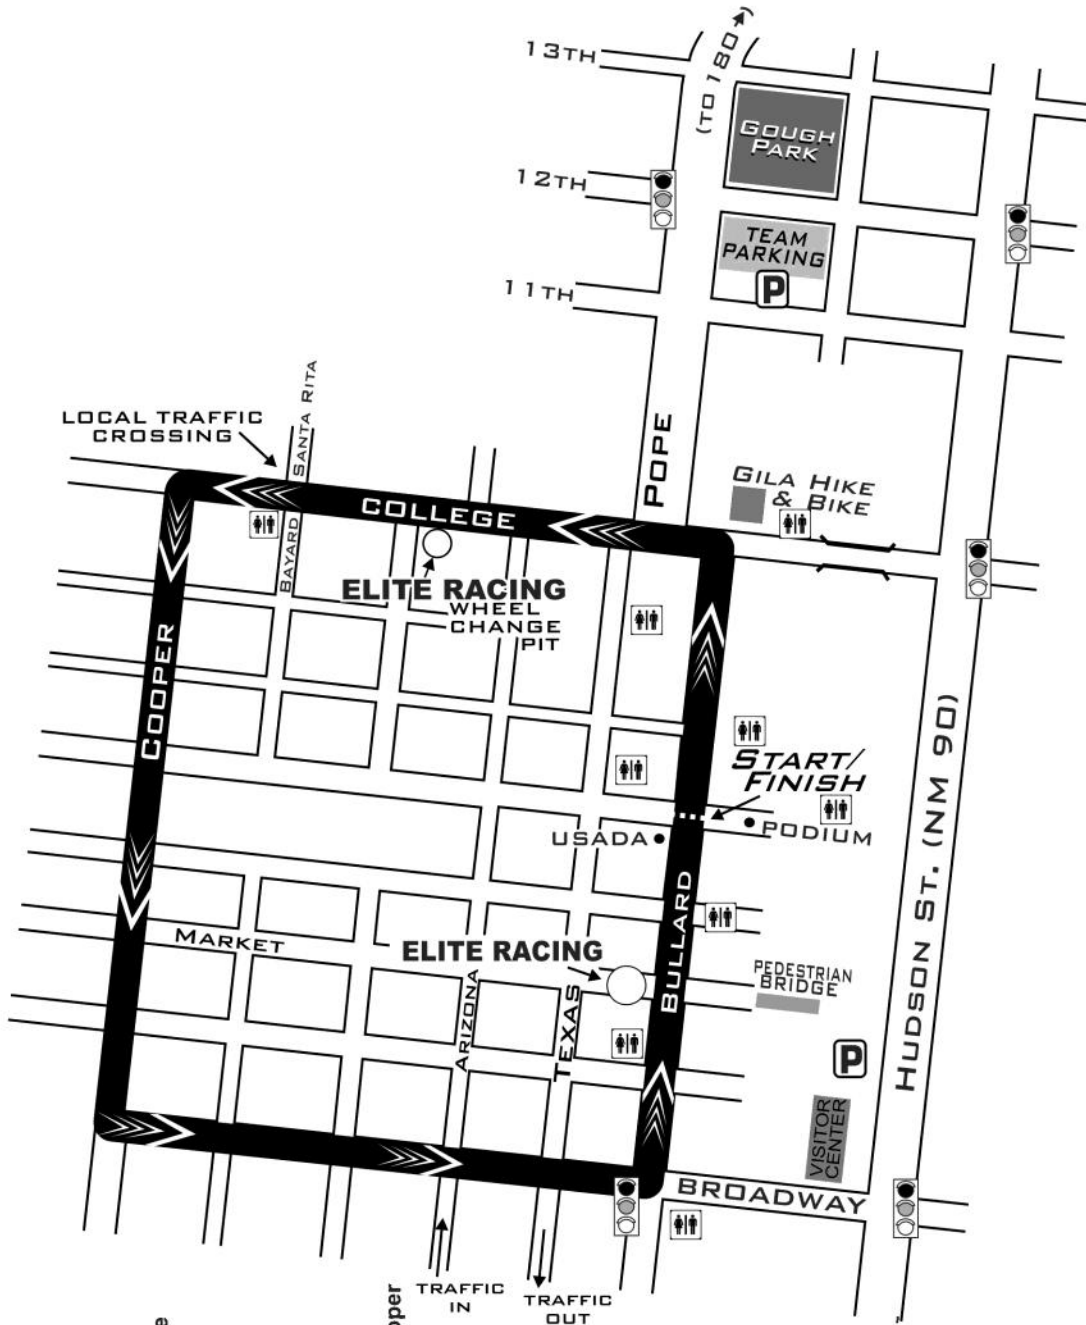 13TH
(TO 180)
GOUGH
PARK
12TH
TEAM
PARKING
P
11TH
SANTA RITA
LOCAL TRAFFIC
CROSSING
POPE
GILA HIKE
& BIKE
COLLEGE
BAYARD
ELITE RACING
WHEEL
CHANGE
PIT
COOPER
HUDSON ST. (NM 90)
START/
FINISH
USADA
PODIUM
BULLARD
MARKET
ELITE RACING
ARIZONA
TEXAS
PEDESTRIAN
BRIDGE
P
VISITOR
CENTER
BROADWAY
TRAFFIC
IN
TRAFFIC
OUT